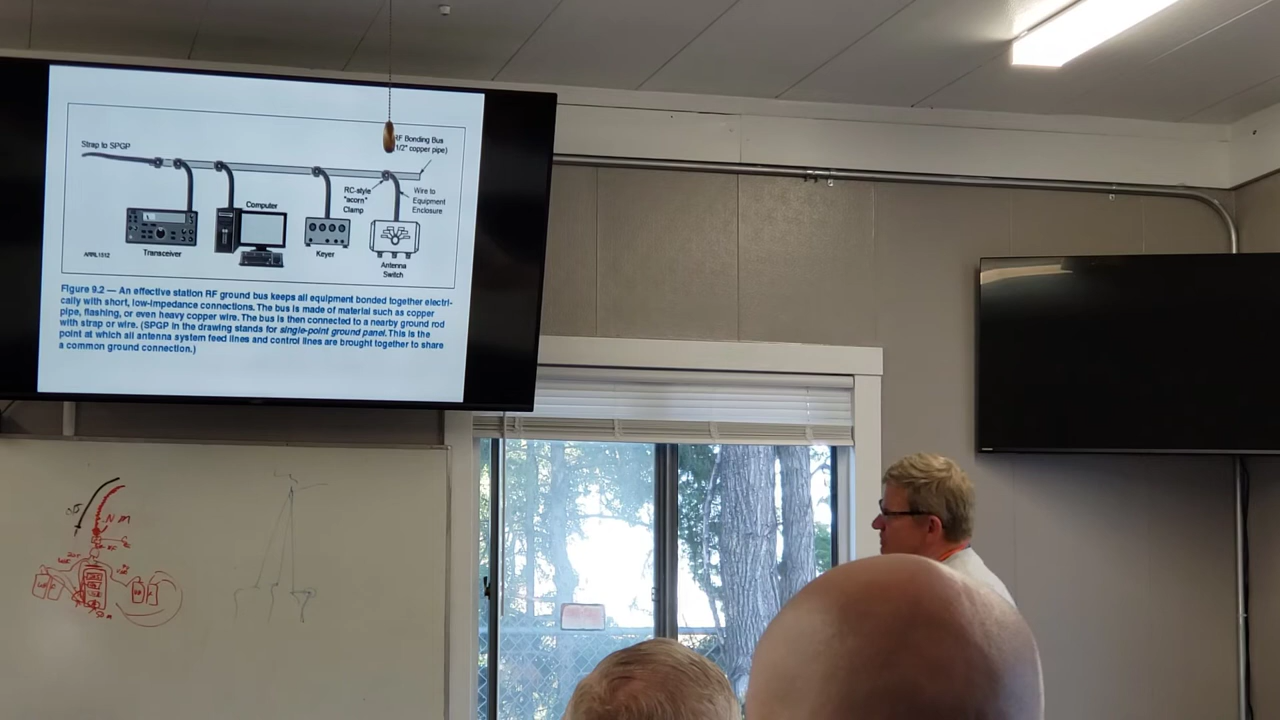 Strap to SPGP
RF Bonding Bus
1/2" copper pipe)
RC-style
"acorn"
Clamp
Wire to
Equipment
Enclosure
Computer
Transceiver
Keyer
Antenna
Switch
ARRL1512
Figure 9.2 — An effective station RF ground bus keeps all equipment bonded together electri-
cally with short, low-impedance connections. The bus is made of material such as copper
pipe, flashing, or even heavy copper wire. The bus is then connected to a nearby ground rod
with strap or wire. (SPGP in the drawing stands for single-point ground panel. This is the
point at which all antenna system feed lines and control lines are brought together to share
a common ground connection.)